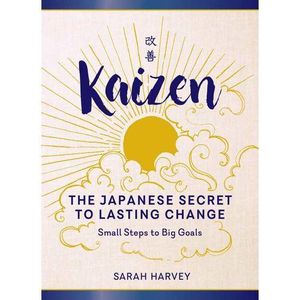 改
善
Kaizen
THE JAPANESE SECRET
TO LASTING CHANGE
Small Steps to Big Goals
SARAH HARVEY